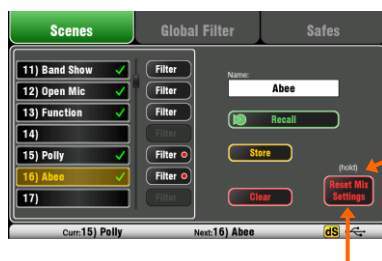 Scenes Global Filter Safes
11) Band Show Filter
12) Open Mic Filter
13) Function Filter
14) Filter
15) Polly Filter
16) Abee Filter
17) Filter
Name:
Abee
Recall
Store
(hold)
Clear
Reset Mix
Settings
Curr:15) Polly Next:16) Abee dS